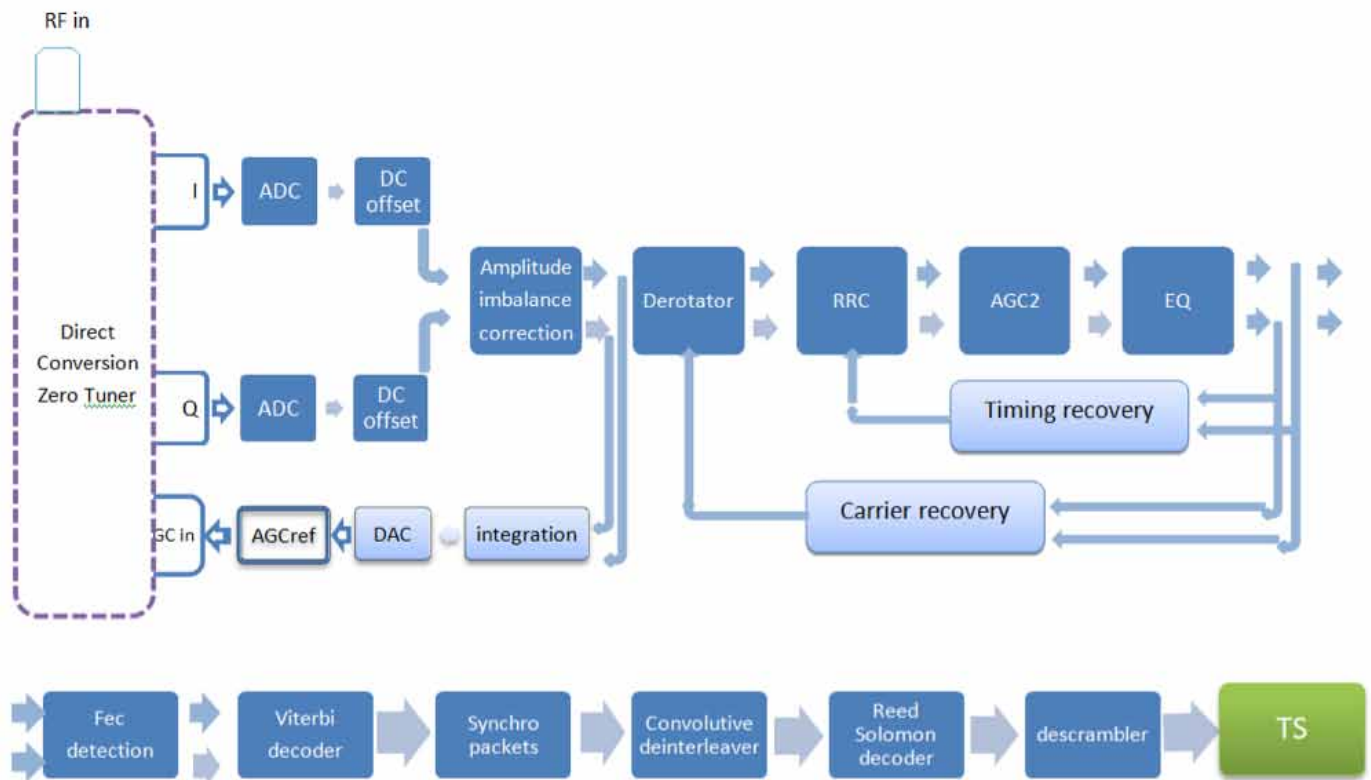 RF in
Direct
Conversion
Zero Tuner
I
ADC
DC
offset
Q
ADC
DC
offset
GC in
AGCref
DAC
integration
Amplitude
imbalance
correction
Derotator
RRC
AGC2
EQ
Timing recovery
Carrier recovery
Fec
detection
Viterbi
decoder
Synchro
packets
Convolutive
deinterleaver
Reed
Solomon
decoder
descrambler
TS